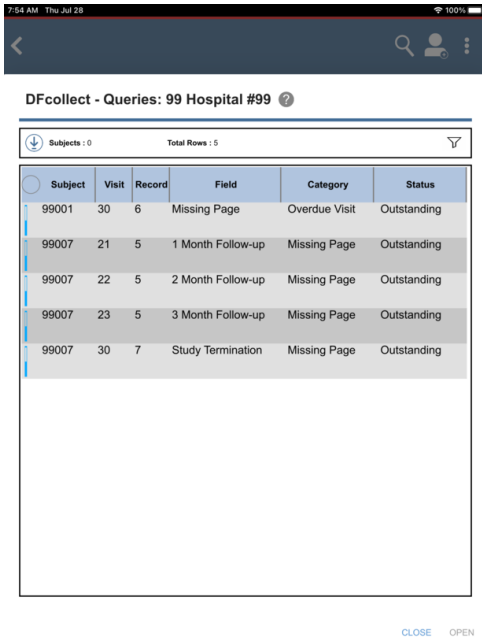 7:54 AM Thu Jul 28 100%
DFcollect - Queries: 99 Hospital #99 ?
Subjects : 0 Total Rows : 5
Subject Visit Record Field Category Status
99001 30 6 Missing Page Overdue Visit Outstanding
99007 21 5 1 Month Follow-up Missing Page Outstanding
99007 22 5 2 Month Follow-up Missing Page Outstanding
99007 23 5 3 Month Follow-up Missing Page Outstanding
99007 30 7 Study Termination Missing Page Outstanding
CLOSE OPEN